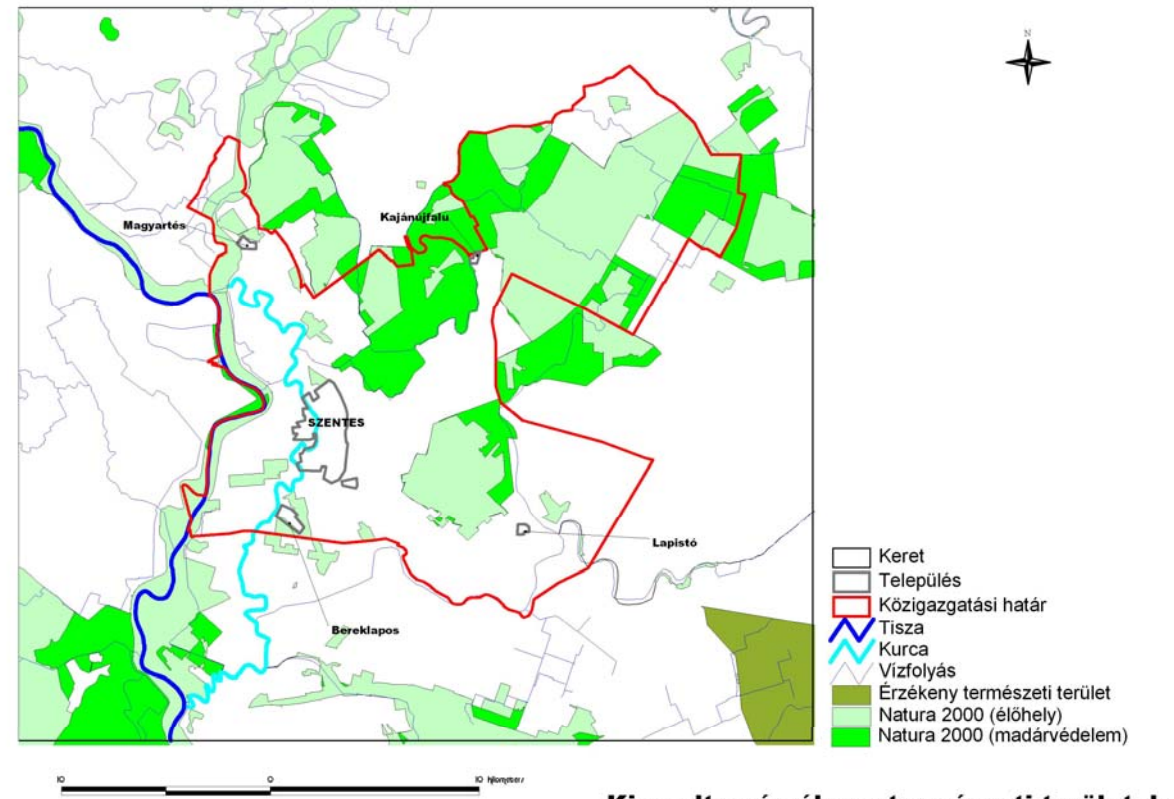 N
Magyartés
Kajánújfalu
SZENTES
Lapistó
Bereklapos
Keret
Település
Közigazgatási határ
Tisza
Kurca
Vízfolyás
Érzékeny természeti terület
Natura 2000 (élőhely)
Natura 2000 (madárvédelem)
10 0 10